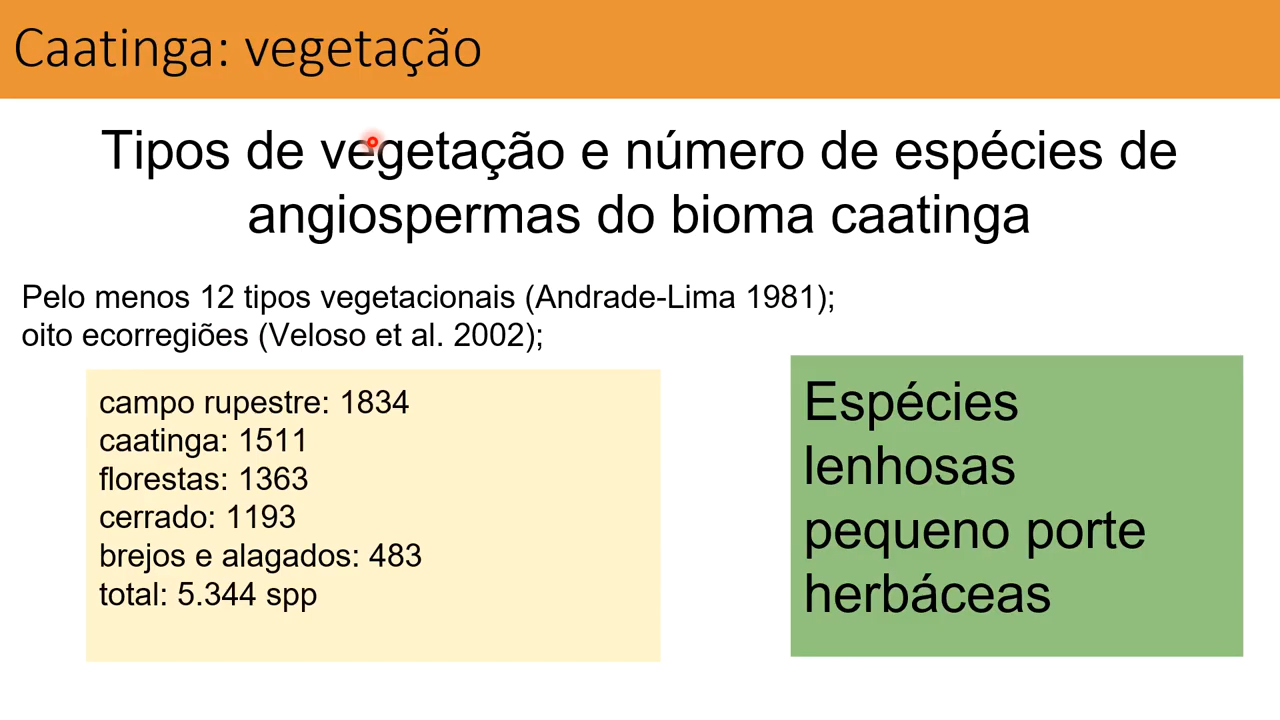 Caatinga: vegetação
Tipos de vegetação e número de espécies de
angiospermas do bioma caatinga
Pelo menos 12 tipos vegetacionais (Andrade-Lima 1981);
oito ecorregiões (Veloso et al. 2002);
campo rupestre: 1834
caatinga: 1511
florestas: 1363
cerrado: 1193
brejos e alagados: 483
total: 5.344 spp
Espécies
lenhosas
pequeno porte
herbáceas